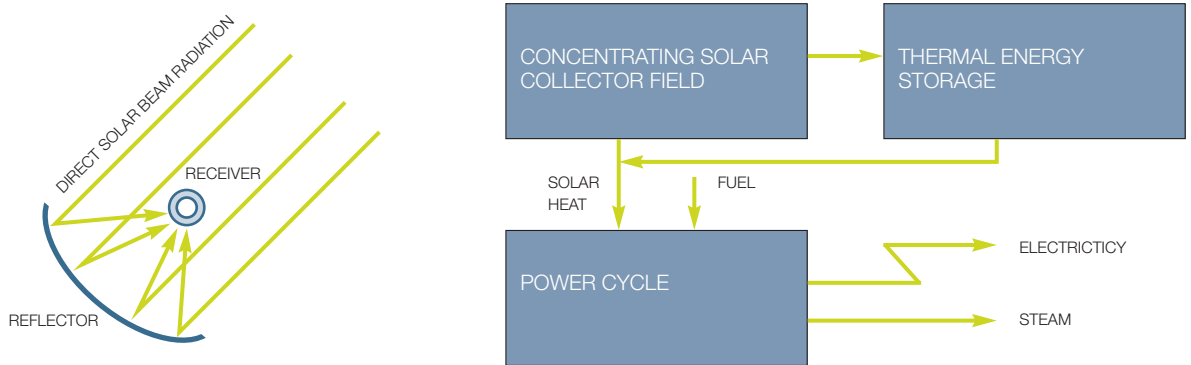 DIRECT SOLAR BEAM RADIATION
RECEIVER
REFLECTOR
CONCENTRATING SOLAR
COLLECTOR FIELD
THERMAL ENERGY
STORAGE
SOLAR
HEAT
FUEL
POWER CYCLE
ELECTRICTICY
STEAM